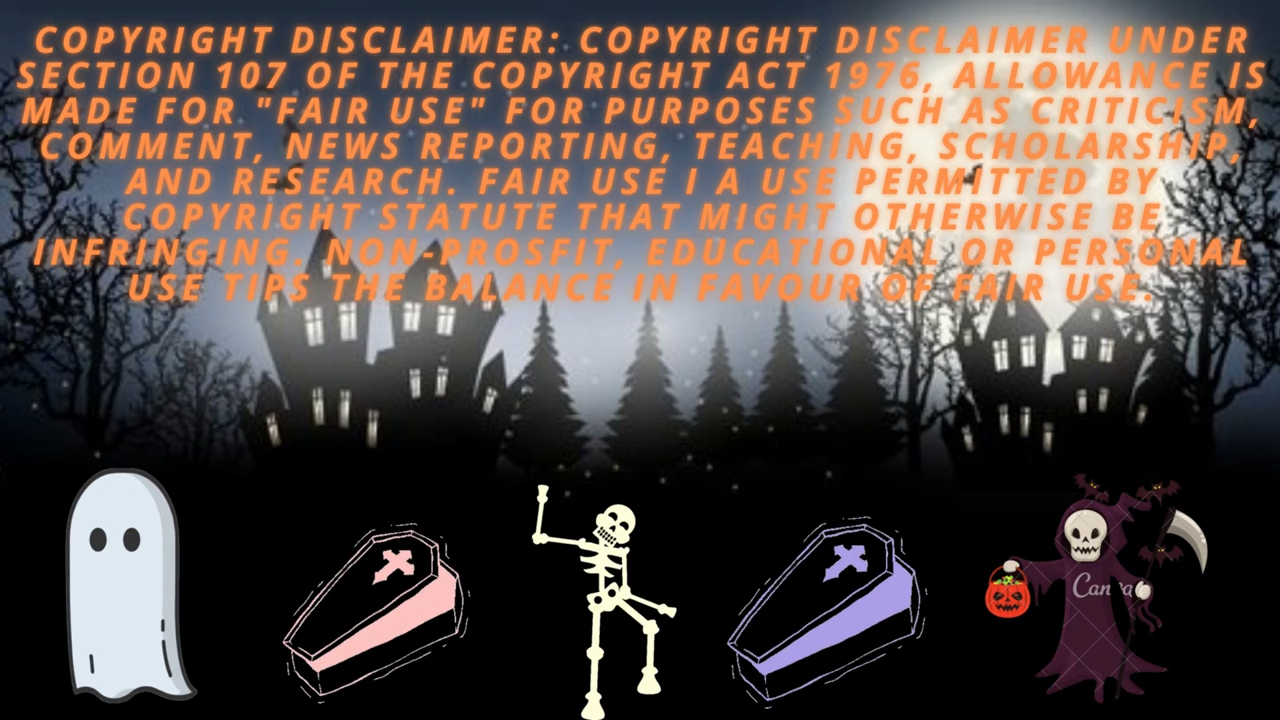 COPYRIGHT DISCLAIMER: COPYRIGHT DISCLAIMER UNDER
SECTION 107 OF THE COPYRIGHT ACT 1976, ALLOWANCE IS
MADE FOR "FAIR USE" FOR PURPOSES SUCH AS CRITICISM,
COMMENT, NEWS REPORTING, TEACHING, SCHOLARSHIP,
AND RESEARCH. FAIR USE I A USE PERMITTED BY
COPYRIGHT STATUTE THAT MIGHT OTHERWISE BE
INFRINGING. NON-PROSFIT, EDUCATIONAL OR PERSONAL
USE TIPS THE BALANCE IN FAVOUR OF FAIR USE.
Canva